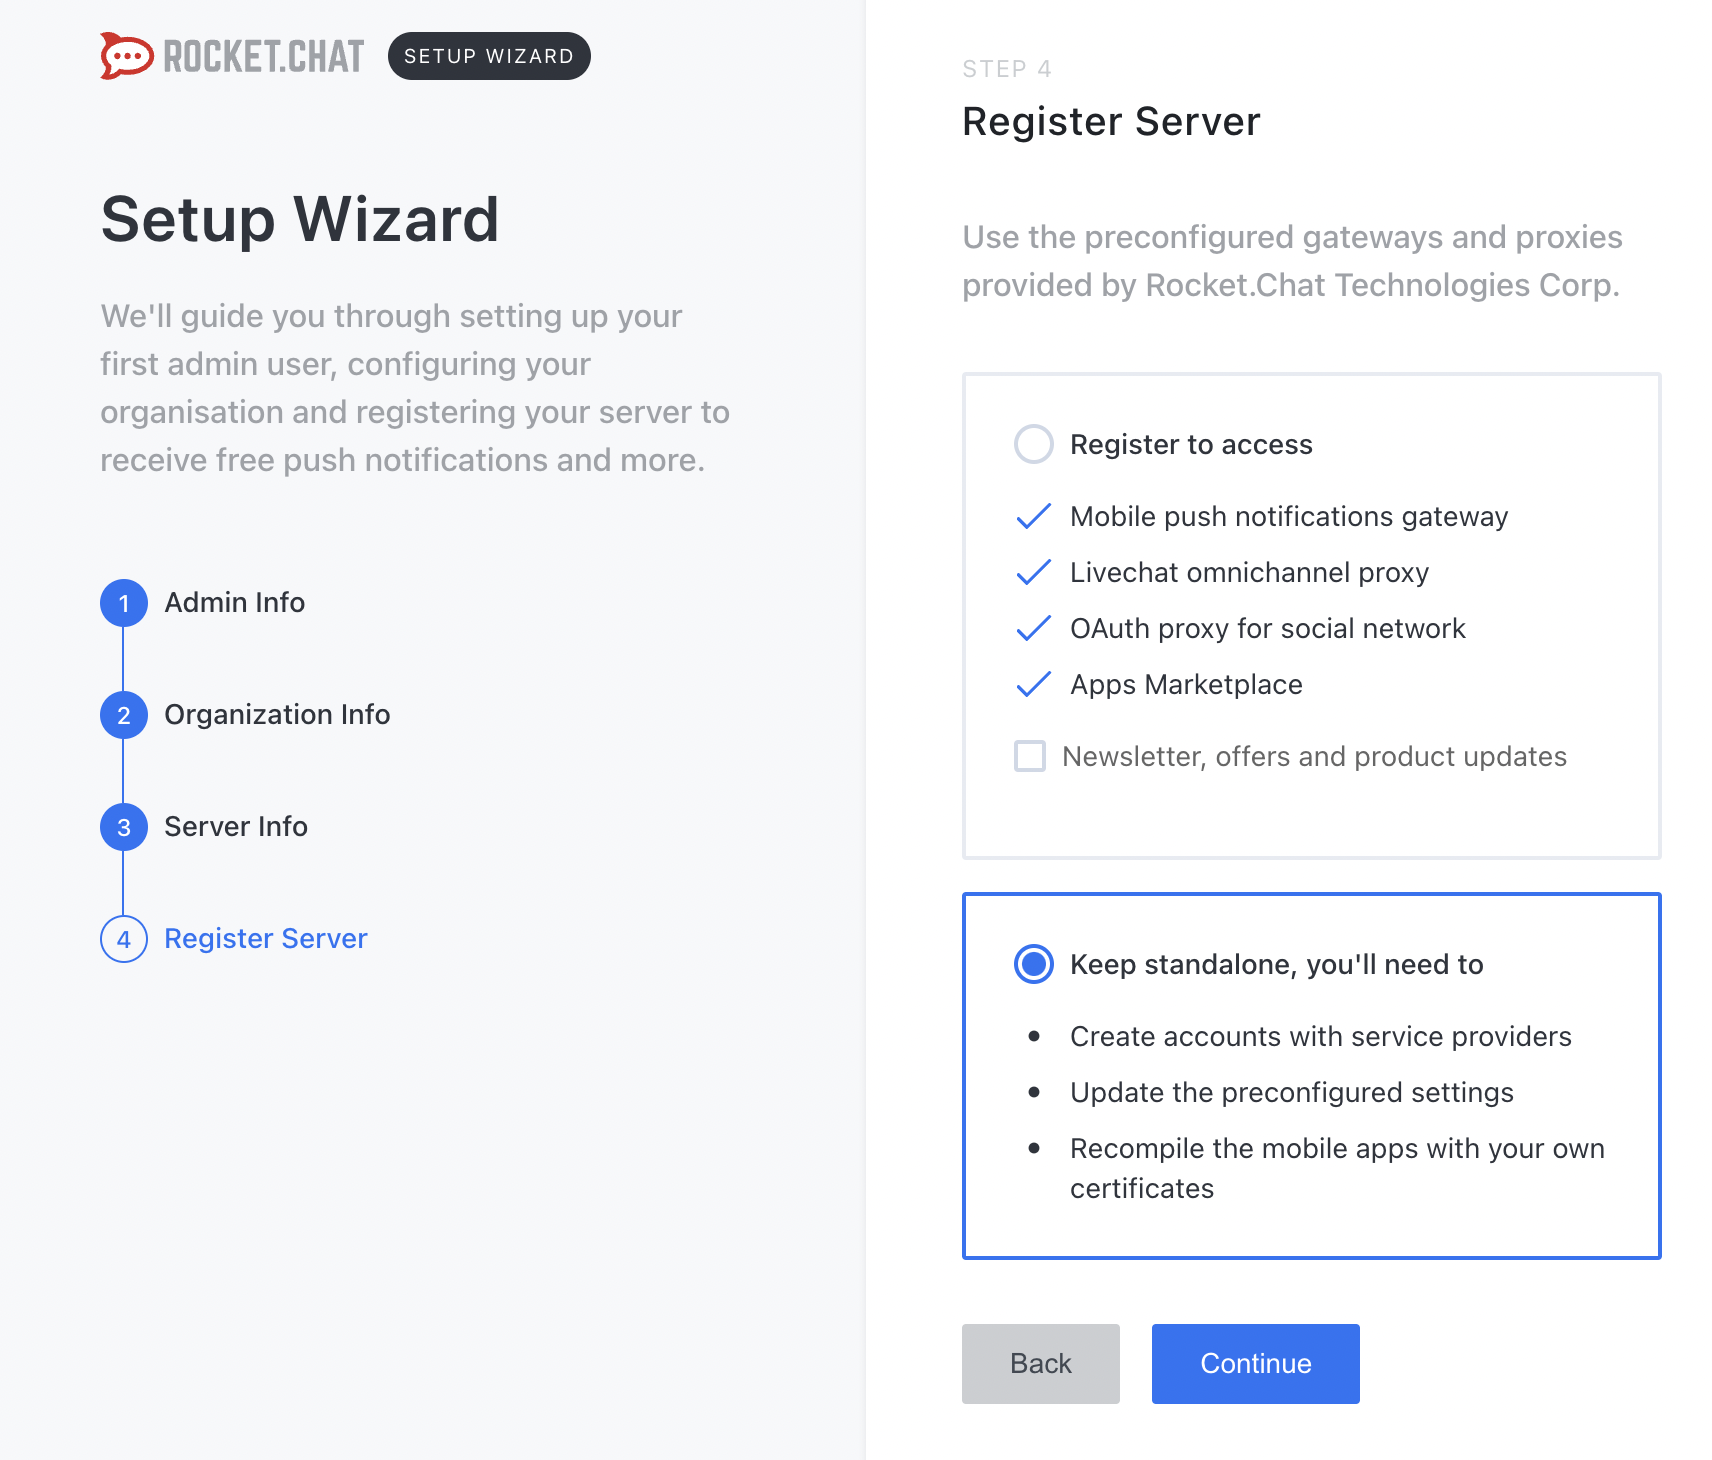 ROCKET.CHAT
SETUP WIZARD
Setup Wizard
We'll guide you through setting up your
first admin user, configuring your
organisation and registering your server to
receive free push notifications and more.
1 Admin Info
2 Organization Info
3 Server Info
4 Register Server
STEP 4
Register Server
Use the preconfigured gateways and proxies
provided by Rocket.Chat Technologies Corp.
Register to access
Mobile push notifications gateway
Livechat omnichannel proxy
OAuth proxy for social network
Apps Marketplace
Newsletter, offers and product updates
Keep standalone, you'll need to
• Create accounts with service providers
• Update the preconfigured settings
• Recompile the mobile apps with your own
certificates
Back
Continue